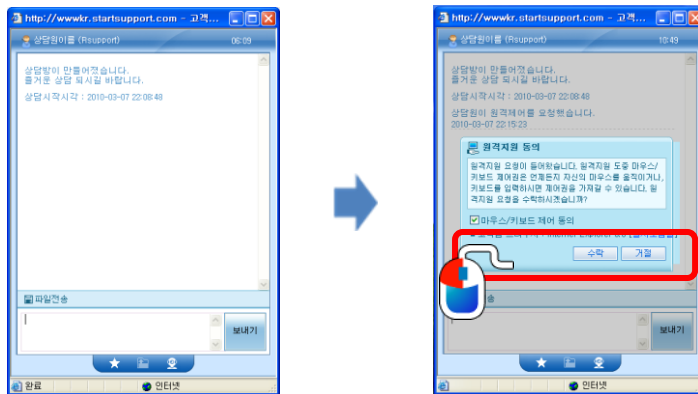 http://wwwkr.startsupport.com - 고객...
상담원이름 (Rsupport) 06:09
상담방이 만들어졌습니다.
즐거운 상담 되시길 바랍니다.
상담시작시각 : 2010-03-07 22:08:48
파일전송
보내기
완료
인터넷
http://wwwkr.startsupport.com - 고객...
상담원이름 (Rsupport) 10:49
상담방이 만들어졌습니다.
즐거운 상담 되시길 바랍니다.
상담시작시각 : 2010-03-07 22:08:48
상담원이 원격제어를 요청했습니다.
2010-03-07 22:15:23
원격지원 동의
원격지원 요청이 들어왔습니다. 원격지원 도중 마우스/
키보드 제어권은 언제든지 자신의 마우스를 움직이거나,
키보드를 입력하시면 제어권을 가져갈 수 있습니다. 원
격지원 요청을 수락하시겠습니까?
마우스/키보드 제어 동의
수락 거절
송
보내기
인터넷